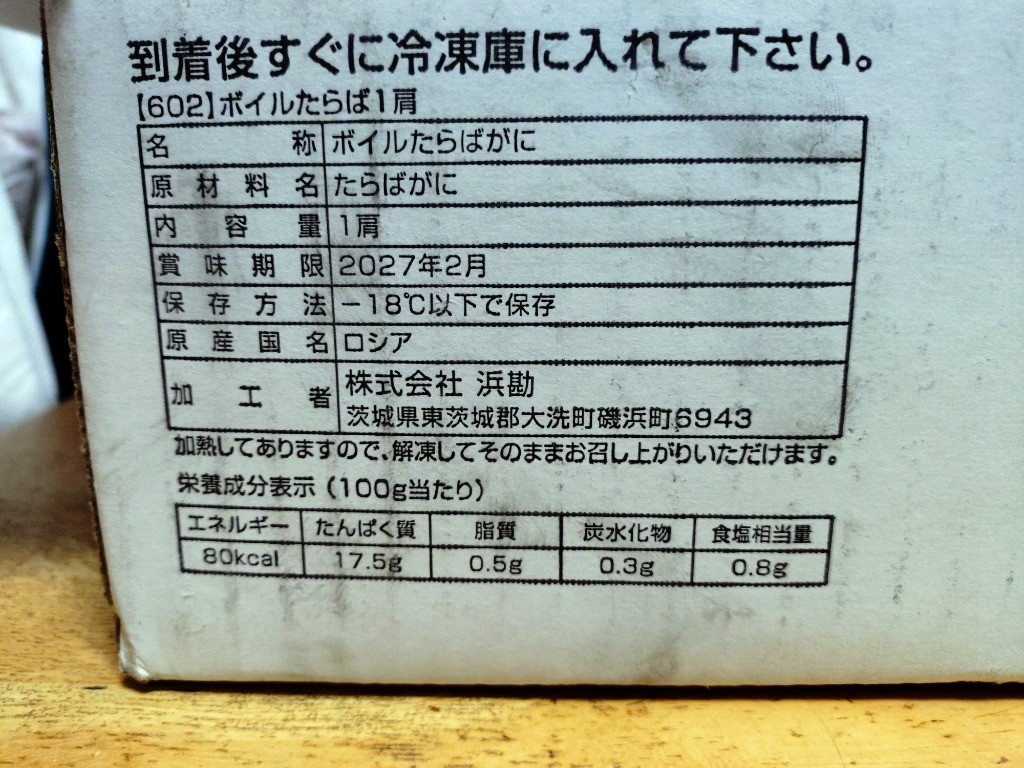 到着後すぐに冷凍庫に入れて下さい。
【602】ボイルたらば1肩
名称 ボイルたらばがに
原材料名 たらばがに
内容量 1肩
賞味期限 2027年2月
保存方法 −18℃以下で保存
原産国名 ロシア
加工者 株式会社 浜勘
茨城県東茨城郡大洗町磯浜町6943
加熱してありますので、解凍してそのままお召し上がりいただけます。
栄養成分表示（100g当たり）
エネルギー たんぱく質 脂質 炭水化物 食塩相当量
80kcal 17.5g 0.5g 0.3g 0.8g